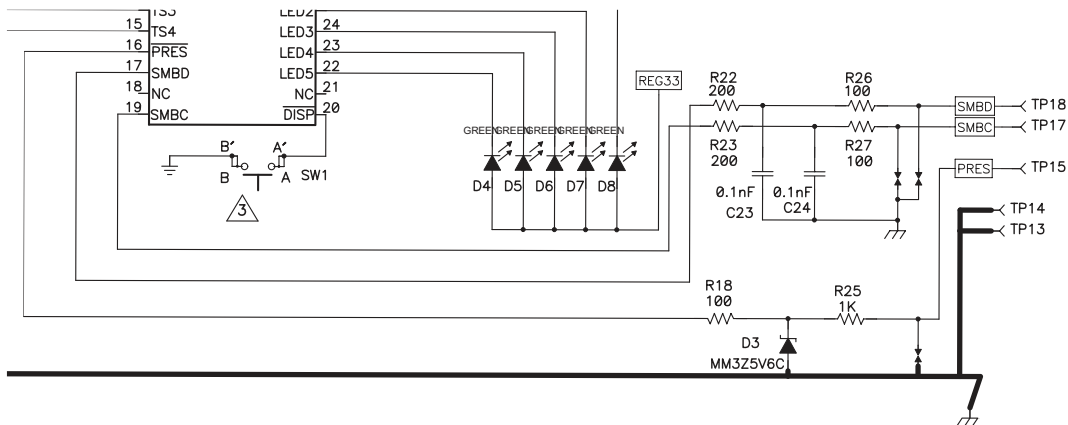 TS3
15 TS4
16 PRES
17 SMBD
18 NC
19 SMBC
LED2
LED3 24
LED4 23
LED5 22
NC 21
DISP 20
B' A'
B A SW1
3
GREEN GREEN GREEN GREEN GREEN
D4 D5 D6 D7 D8
REG33
R22
200
R26
100
R23
200
R27
100
0.1nF
C23
0.1nF
C24
SMBD TP18
SMBC TP17
PRES TP15
TP14
TP13
R18
100
R25
1K
D3
MM3Z5V6C